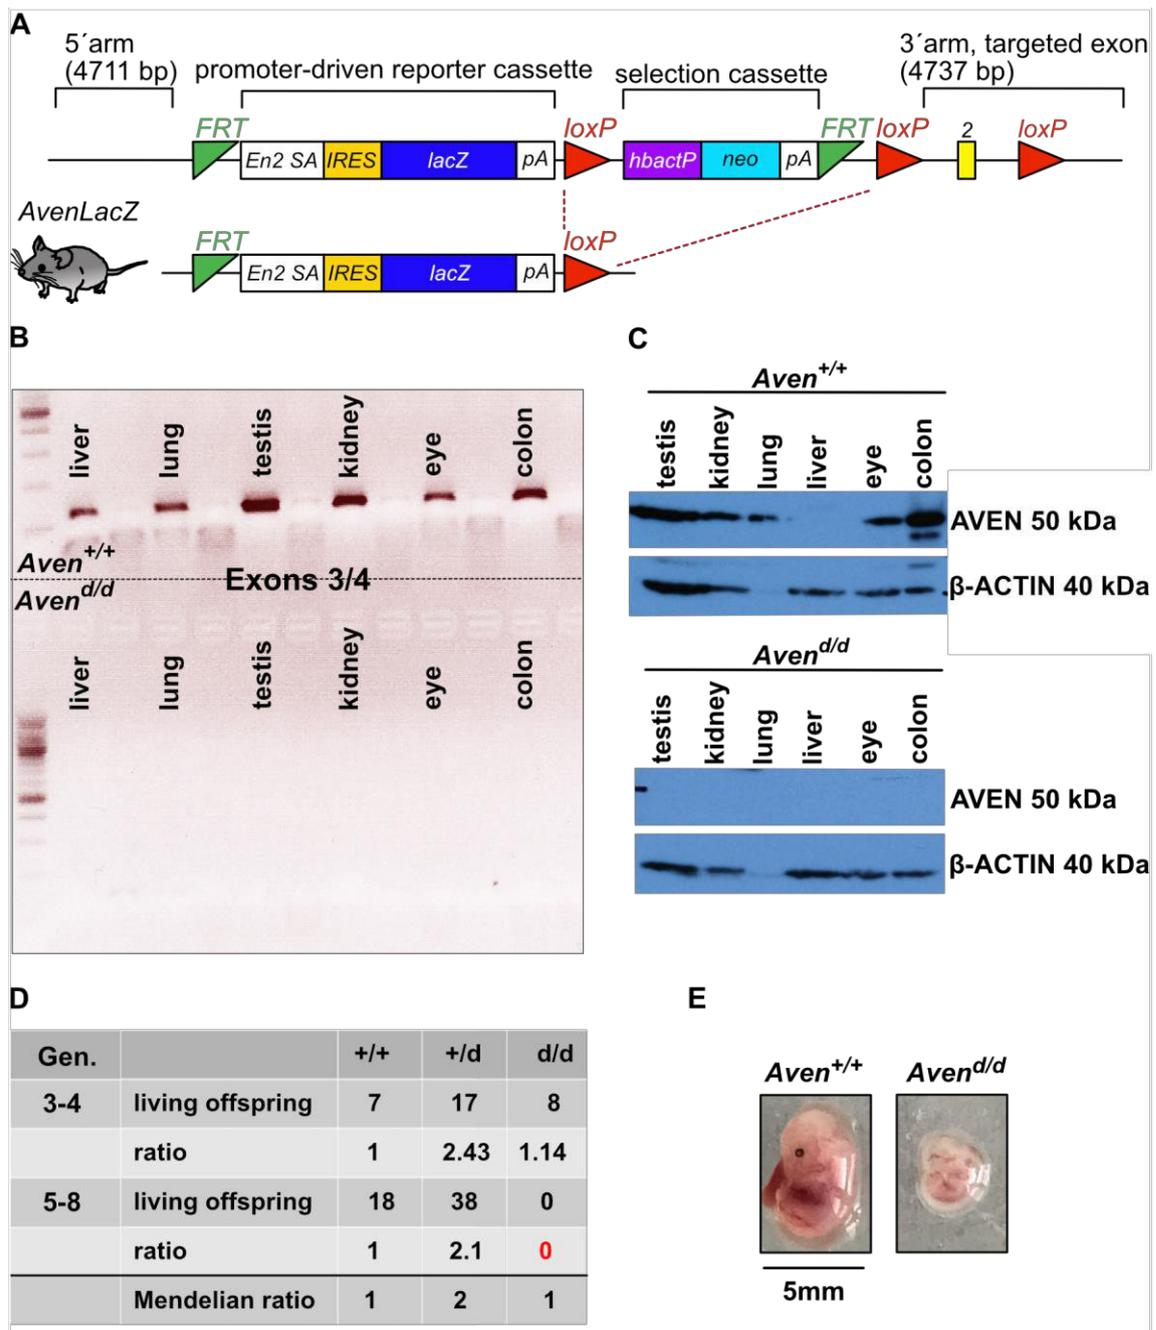 A
5´arm
(4711 bp)
promoter-driven reporter cassette
selection cassette
3´arm, targeted exon
(4737 bp)
FRT
loxP
FRT loxP
2
loxP
En2 SA IRES lacZ pA
hbactP neo pA
AvenLacZ
FRT
loxP
En2 SA IRES lacZ pA
B
liver lung testis kidney eye colon
Aven+/+
Exons 3/4
Avend/d
liver lung testis kidney eye colon
C
Aven+/+
testis kidney lung liver eye colon
AVEN 50 kDa
β-ACTIN 40 kDa
Avend/d
testis kidney lung liver eye colon
AVEN 50 kDa
β-ACTIN 40 kDa
D
Gen. +/+ +/d d/d
3-4 living offspring 7 17 8
ratio 1 2.43 1.14
5-8 living offspring 18 38 0
ratio 1 2.1 0
Mendelian ratio 1 2 1
E
Aven+/+ Avend/d
5mm